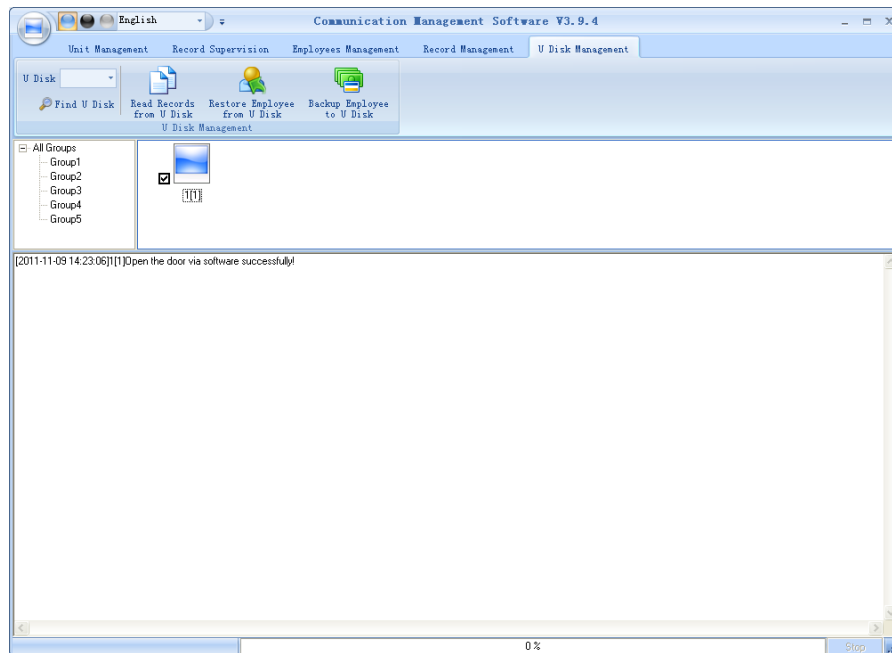 English
Communication Management Software V3.9.4
Unit Management Record Supervision Employees Management Record Management U Disk Management
U Disk
Find U Disk
Read Records from U Disk
Restore Employee from U Disk
Backup Employee to U Disk
U Disk Management
All Groups
Group1
Group2
Group3
Group4
Group5
1[1]
[2011-11-09 14:23:06]1[1]Open the door via software successfully!
0 %
Stop